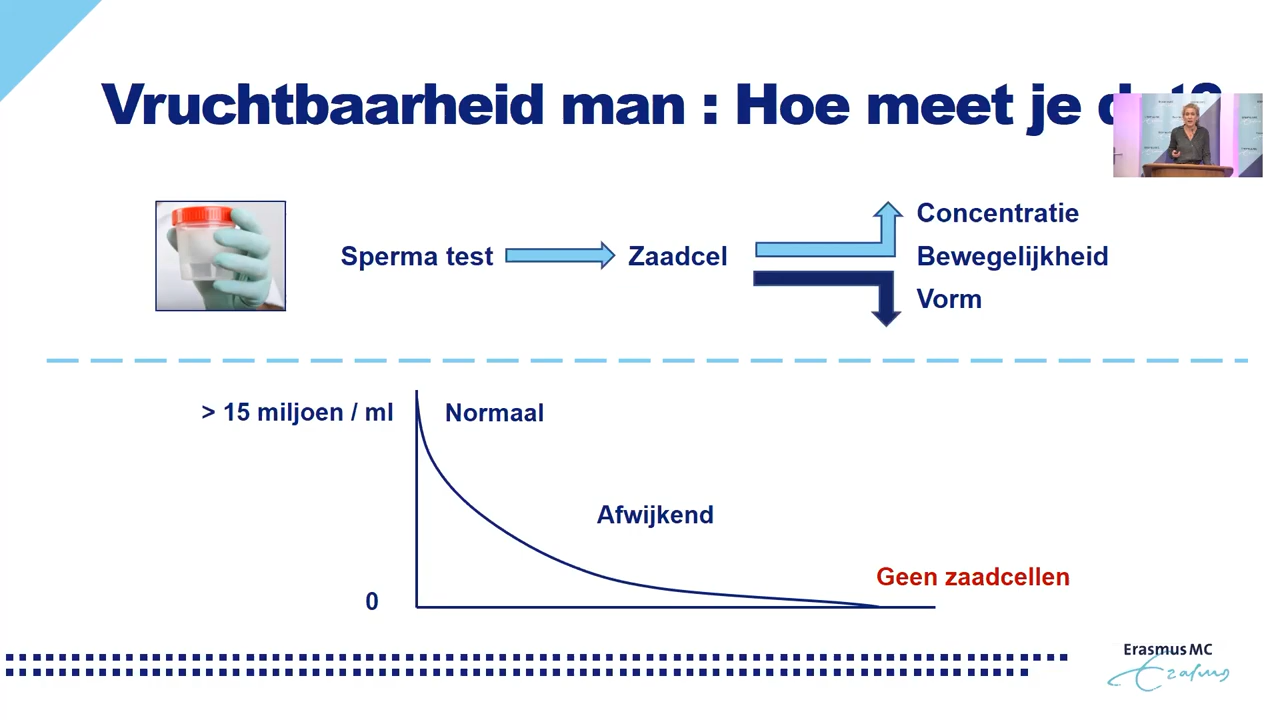 Vruchtbaarheid man : Hoe meet je
Concentratie
Sperma test
Zaadcel
Bewegelijkheid
Vorm
> 15 miljoen / ml
Normaal
Afwijkend
Geen zaadcellen
0
Erasmus MC
Erasmus